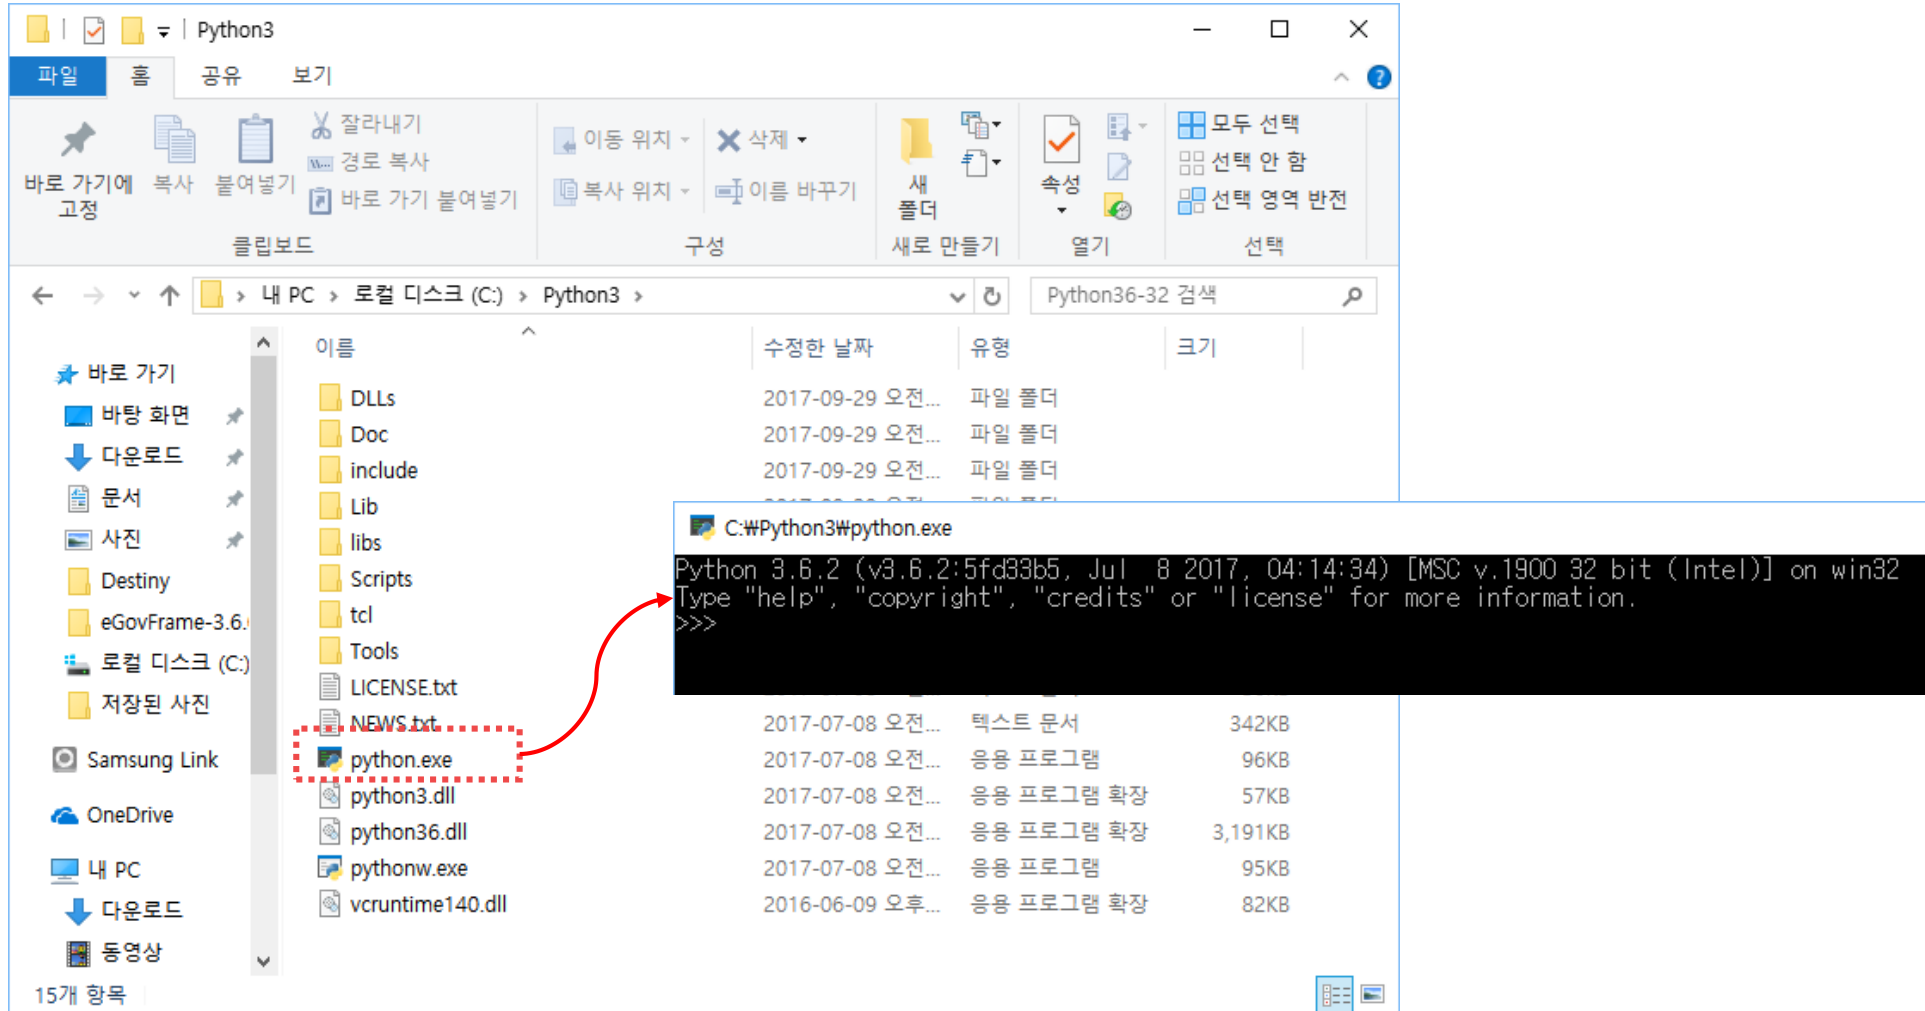 Python3
파일 홈 공유 보기
바로 가기에
고정
복사
붙여넣기
잘라내기
경로 복사
바로 가기 붙여넣기
클립보드
이동 위치
복사 위치
삭제
이름 바꾸기
구성
새
폴더
새로 만들기
속성
열기
모두 선택
선택 안 함
선택 영역 반전
선택
내 PC > 로컬 디스크 (C:) > Python3 >
Python36-32 검색
바로 가기
바탕 화면
다운로드
문서
사진
Destiny
eGovFrame-3.6.
로컬 디스크 (C:)
저장된 사진
Samsung Link
OneDrive
내 PC
다운로드
동영상
이름 수정한 날짜 유형 크기
DLLs 2017-09-29 오전... 파일 폴더
Doc 2017-09-29 오전... 파일 폴더
include 2017-09-29 오전... 파일 폴더
Lib
libs
Scripts
tcl
Tools
LICENSE.txt
NEWS.txt 2017-07-08 오전... 텍스트 문서 342KB
python.exe 2017-07-08 오전... 응용 프로그램 96KB
python3.dll 2017-07-08 오전... 응용 프로그램 확장 57KB
python36.dll 2017-07-08 오전... 응용 프로그램 확장 3,191KB
pythonw.exe 2017-07-08 오전... 응용 프로그램 95KB
vcruntime140.dll 2016-06-09 오후... 응용 프로그램 확장 82KB
15개 항목
C:₩Python3₩python.exe
Python 3.6.2 (v3.6.2:5fd33b5, Jul  8 2017, 04:14:34) [MSC v.1900 32 bit (Intel)] on win32
Type "help", "copyright", "credits" or "license" for more information.
>>>